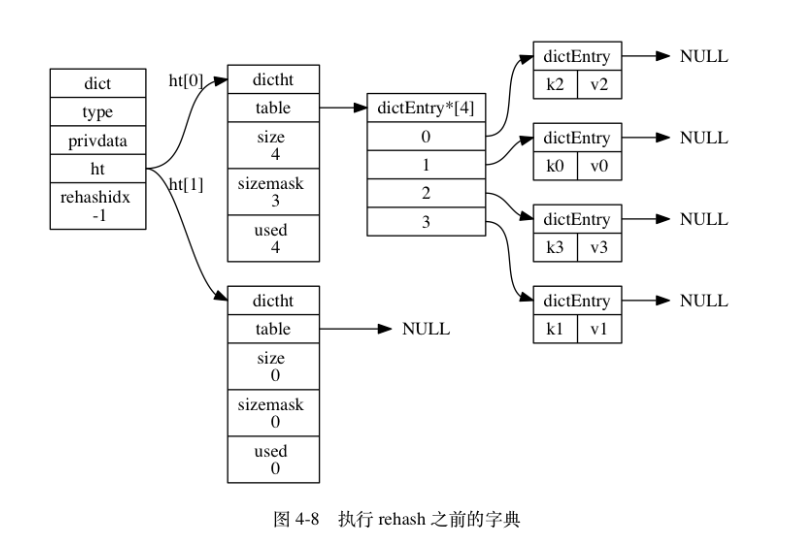 dict
type
privdata
ht
rehashidx
-1
ht[0]
ht[1]
dictht
table
size
4
sizemask
3
used
4
dictEntry*[4]
0
1
2
3
dictEntry
k2 v2
NULL
dictEntry
k0 v0
NULL
dictEntry
k3 v3
NULL
dictEntry
k1 v1
NULL
dictht
table
NULL
size
0
sizemask
0
used
0
图 4-8 执行 rehash 之前的字典